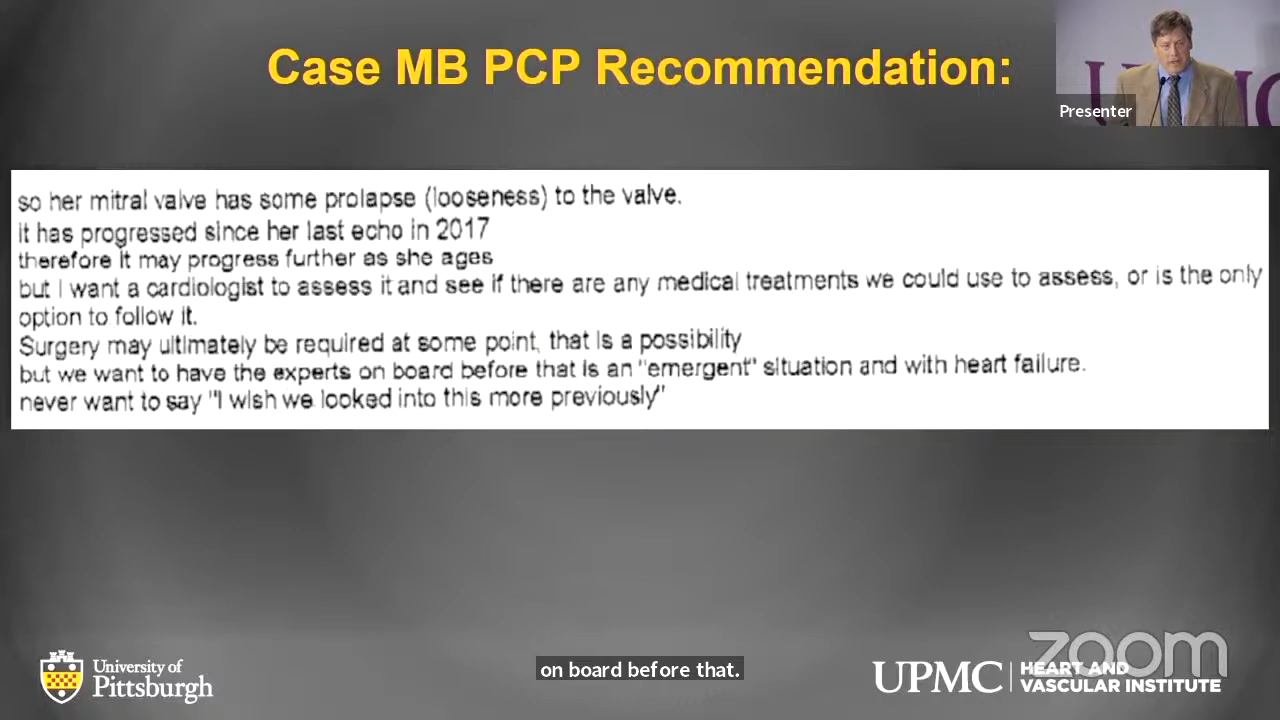 Case MB PCP Recommendation:
Presenter
so her mitral valve has some prolapse (looseness) to the valve.
it has progressed since her last echo in 2017
therefore it may progress further as she ages
but I want a cardiologist to assess it and see if there are any medical treatments we could use to assess, or is the only
option to follow it.
Surgery may ultimately be required at some point, that is a possibility
but we want to have the experts on board before that is an "emergent" situation and with heart failure.
never want to say "I wish we looked into this more previously"
on board before that.
University of
Pittsburgh
UPMC
HEART AND
VASCULAR INSTITUTE
zoom